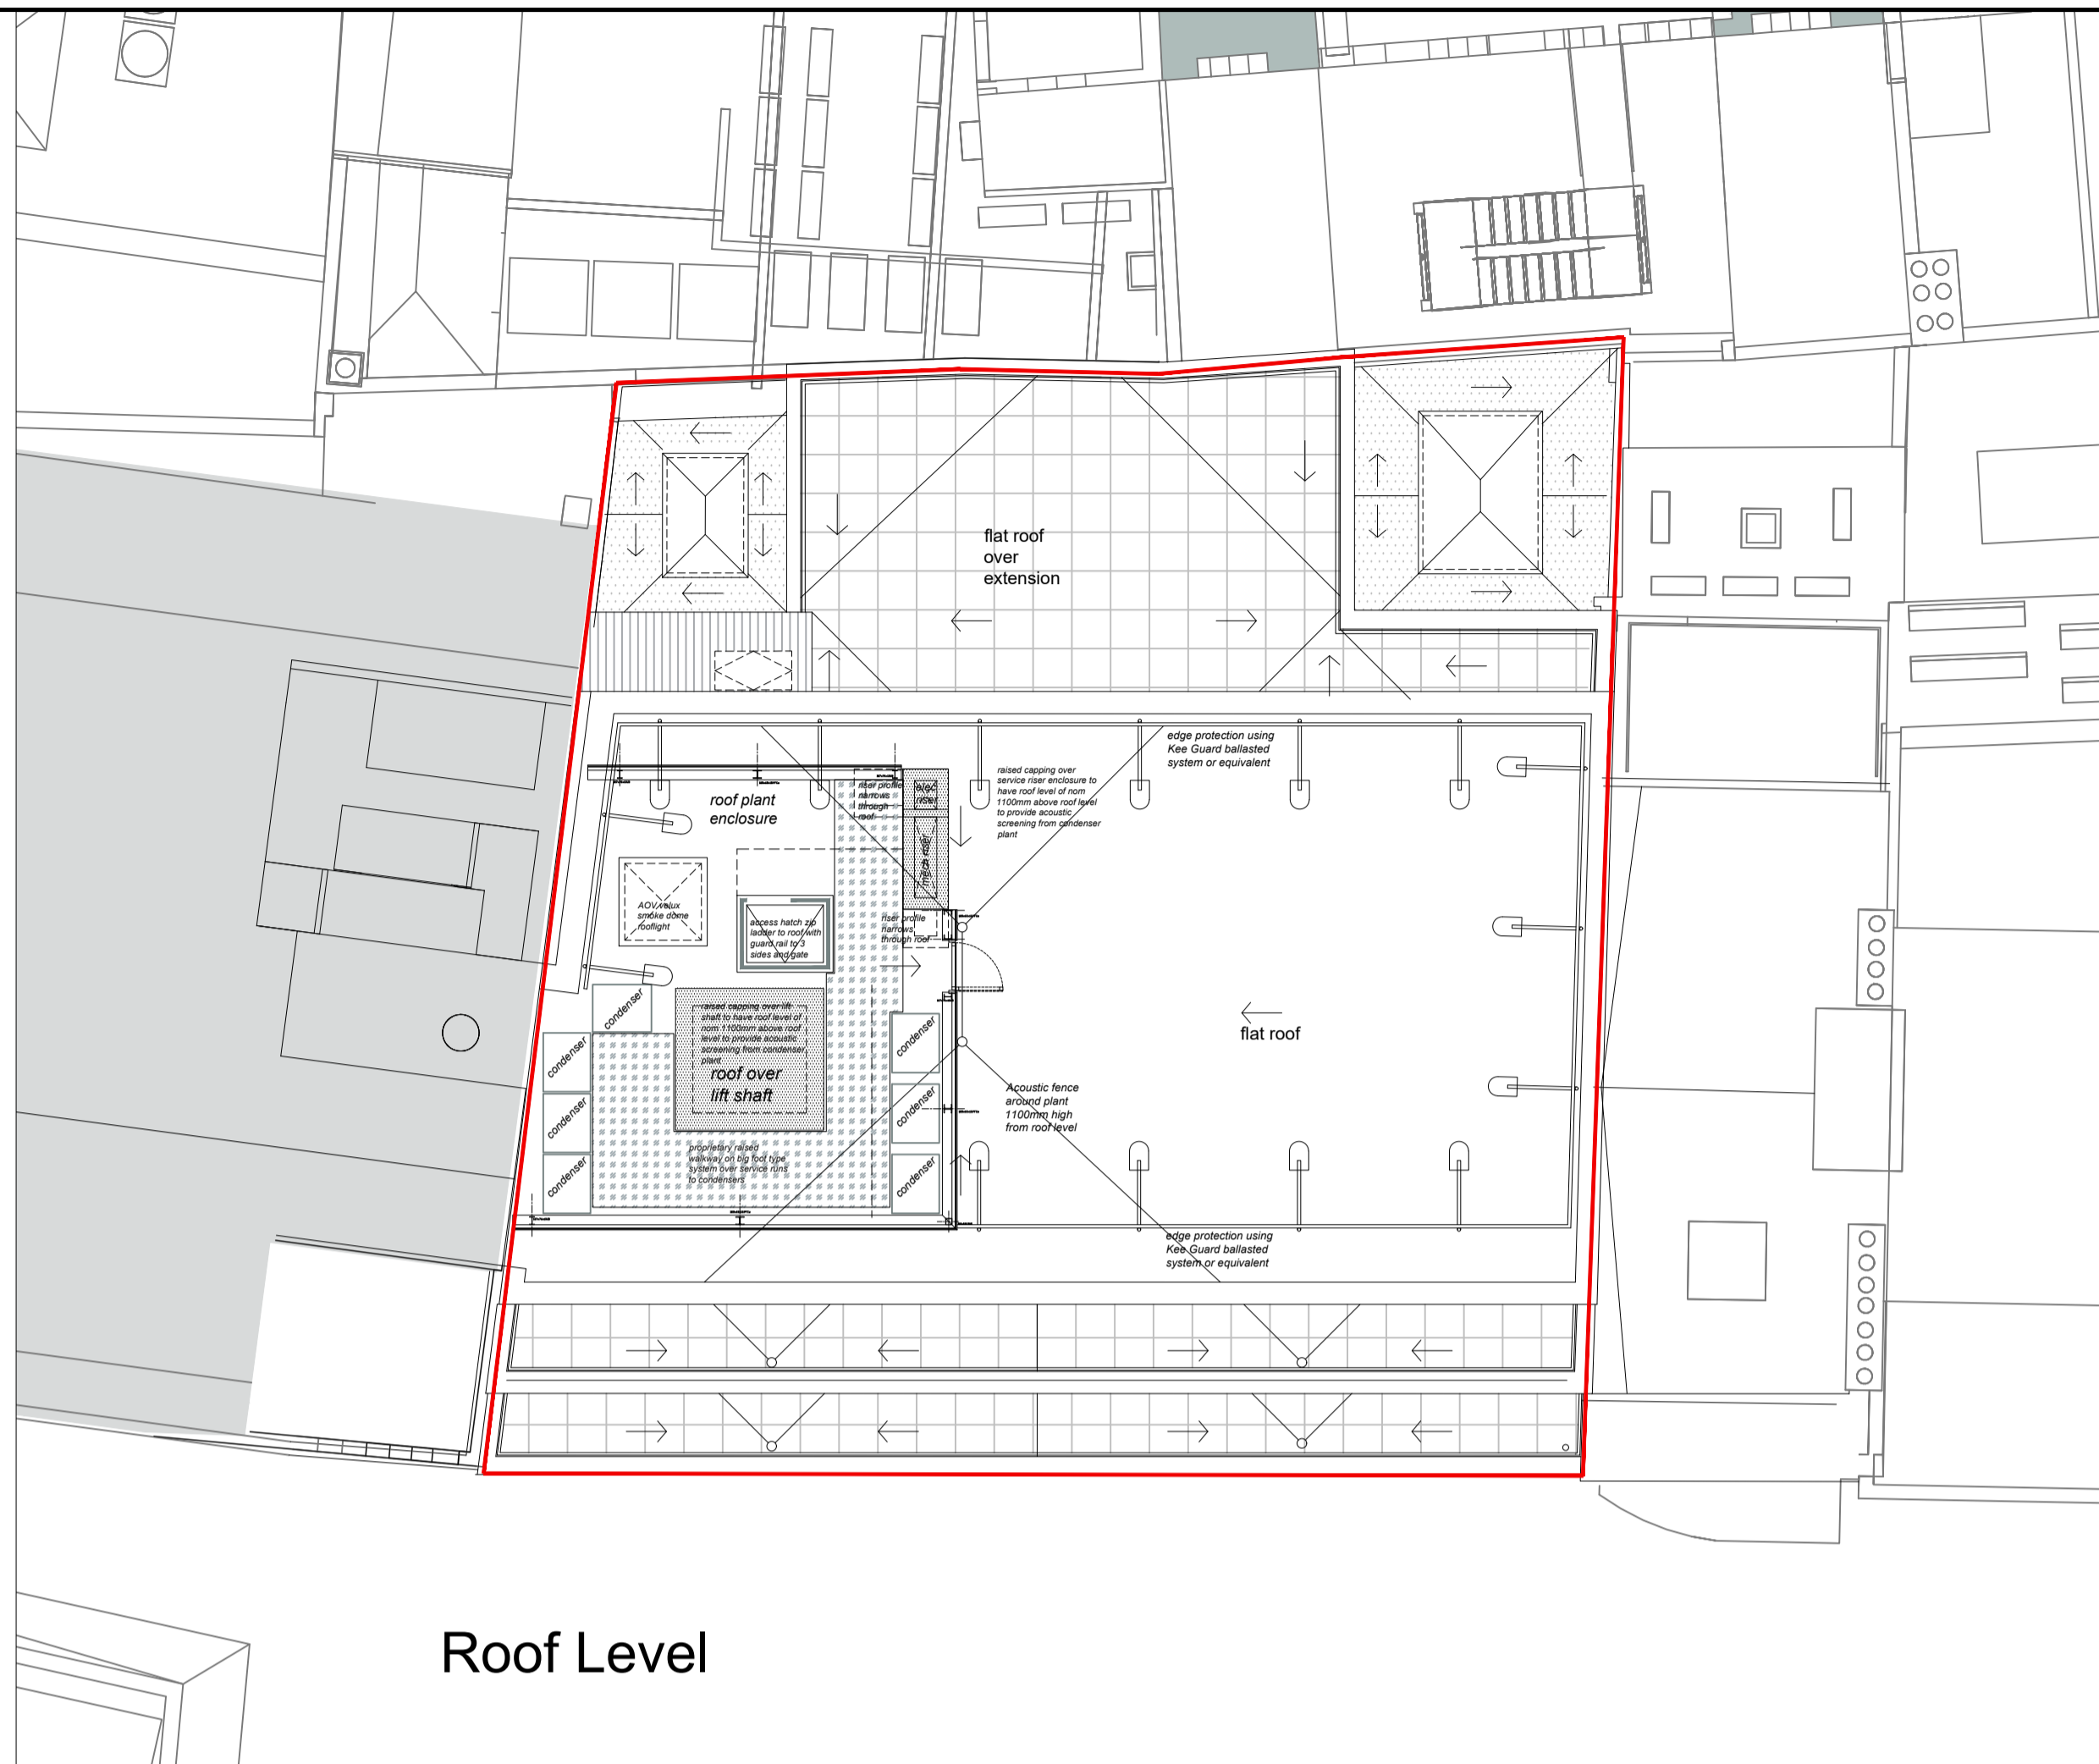 flat roof
over
extension
edge protection using
Kee Guard ballasted
system or equivalent
raised capping over
service riser enclosure to
have roof level of nom
1100mm above roof level
to provide acoustic
screening from condenser
plant
roof plant
enclosure
riser profile
narrows
through
roof
elec
riser
mech riser
AOV velux
smoke dome
rooflight
access hatch zip
ladder to roof with
guard rail to 3
sides and gate
riser profile
narrows
through roof
condenser
raised capping over lift
shaft to have roof level of
nom 1100mm above roof
level to provide acoustic
screening from condenser
plant
roof over
lift shaft
condenser
condenser
condenser
condenser
condenser
condenser
flat roof
Acoustic fence
around plant
1100mm high
from roof level
proprietary raised
walkway on big foot type
system over service runs
to condensers
edge protection using
Kee Guard ballasted
system or equivalent
Roof Level